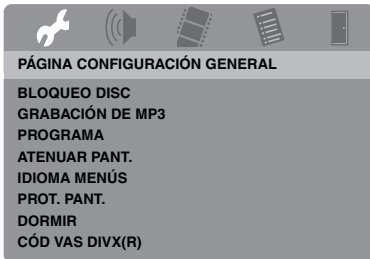 PÁGINA CONFIGURACIÓN GENERAL
BLOQUEO DISC
GRABACIÓN DE MP3
PROGRAMA
ATENUAR PANT.
IDIOMA MENÚS
PROT. PANT.
DORMIR
CÓD VAS DIVX(R)